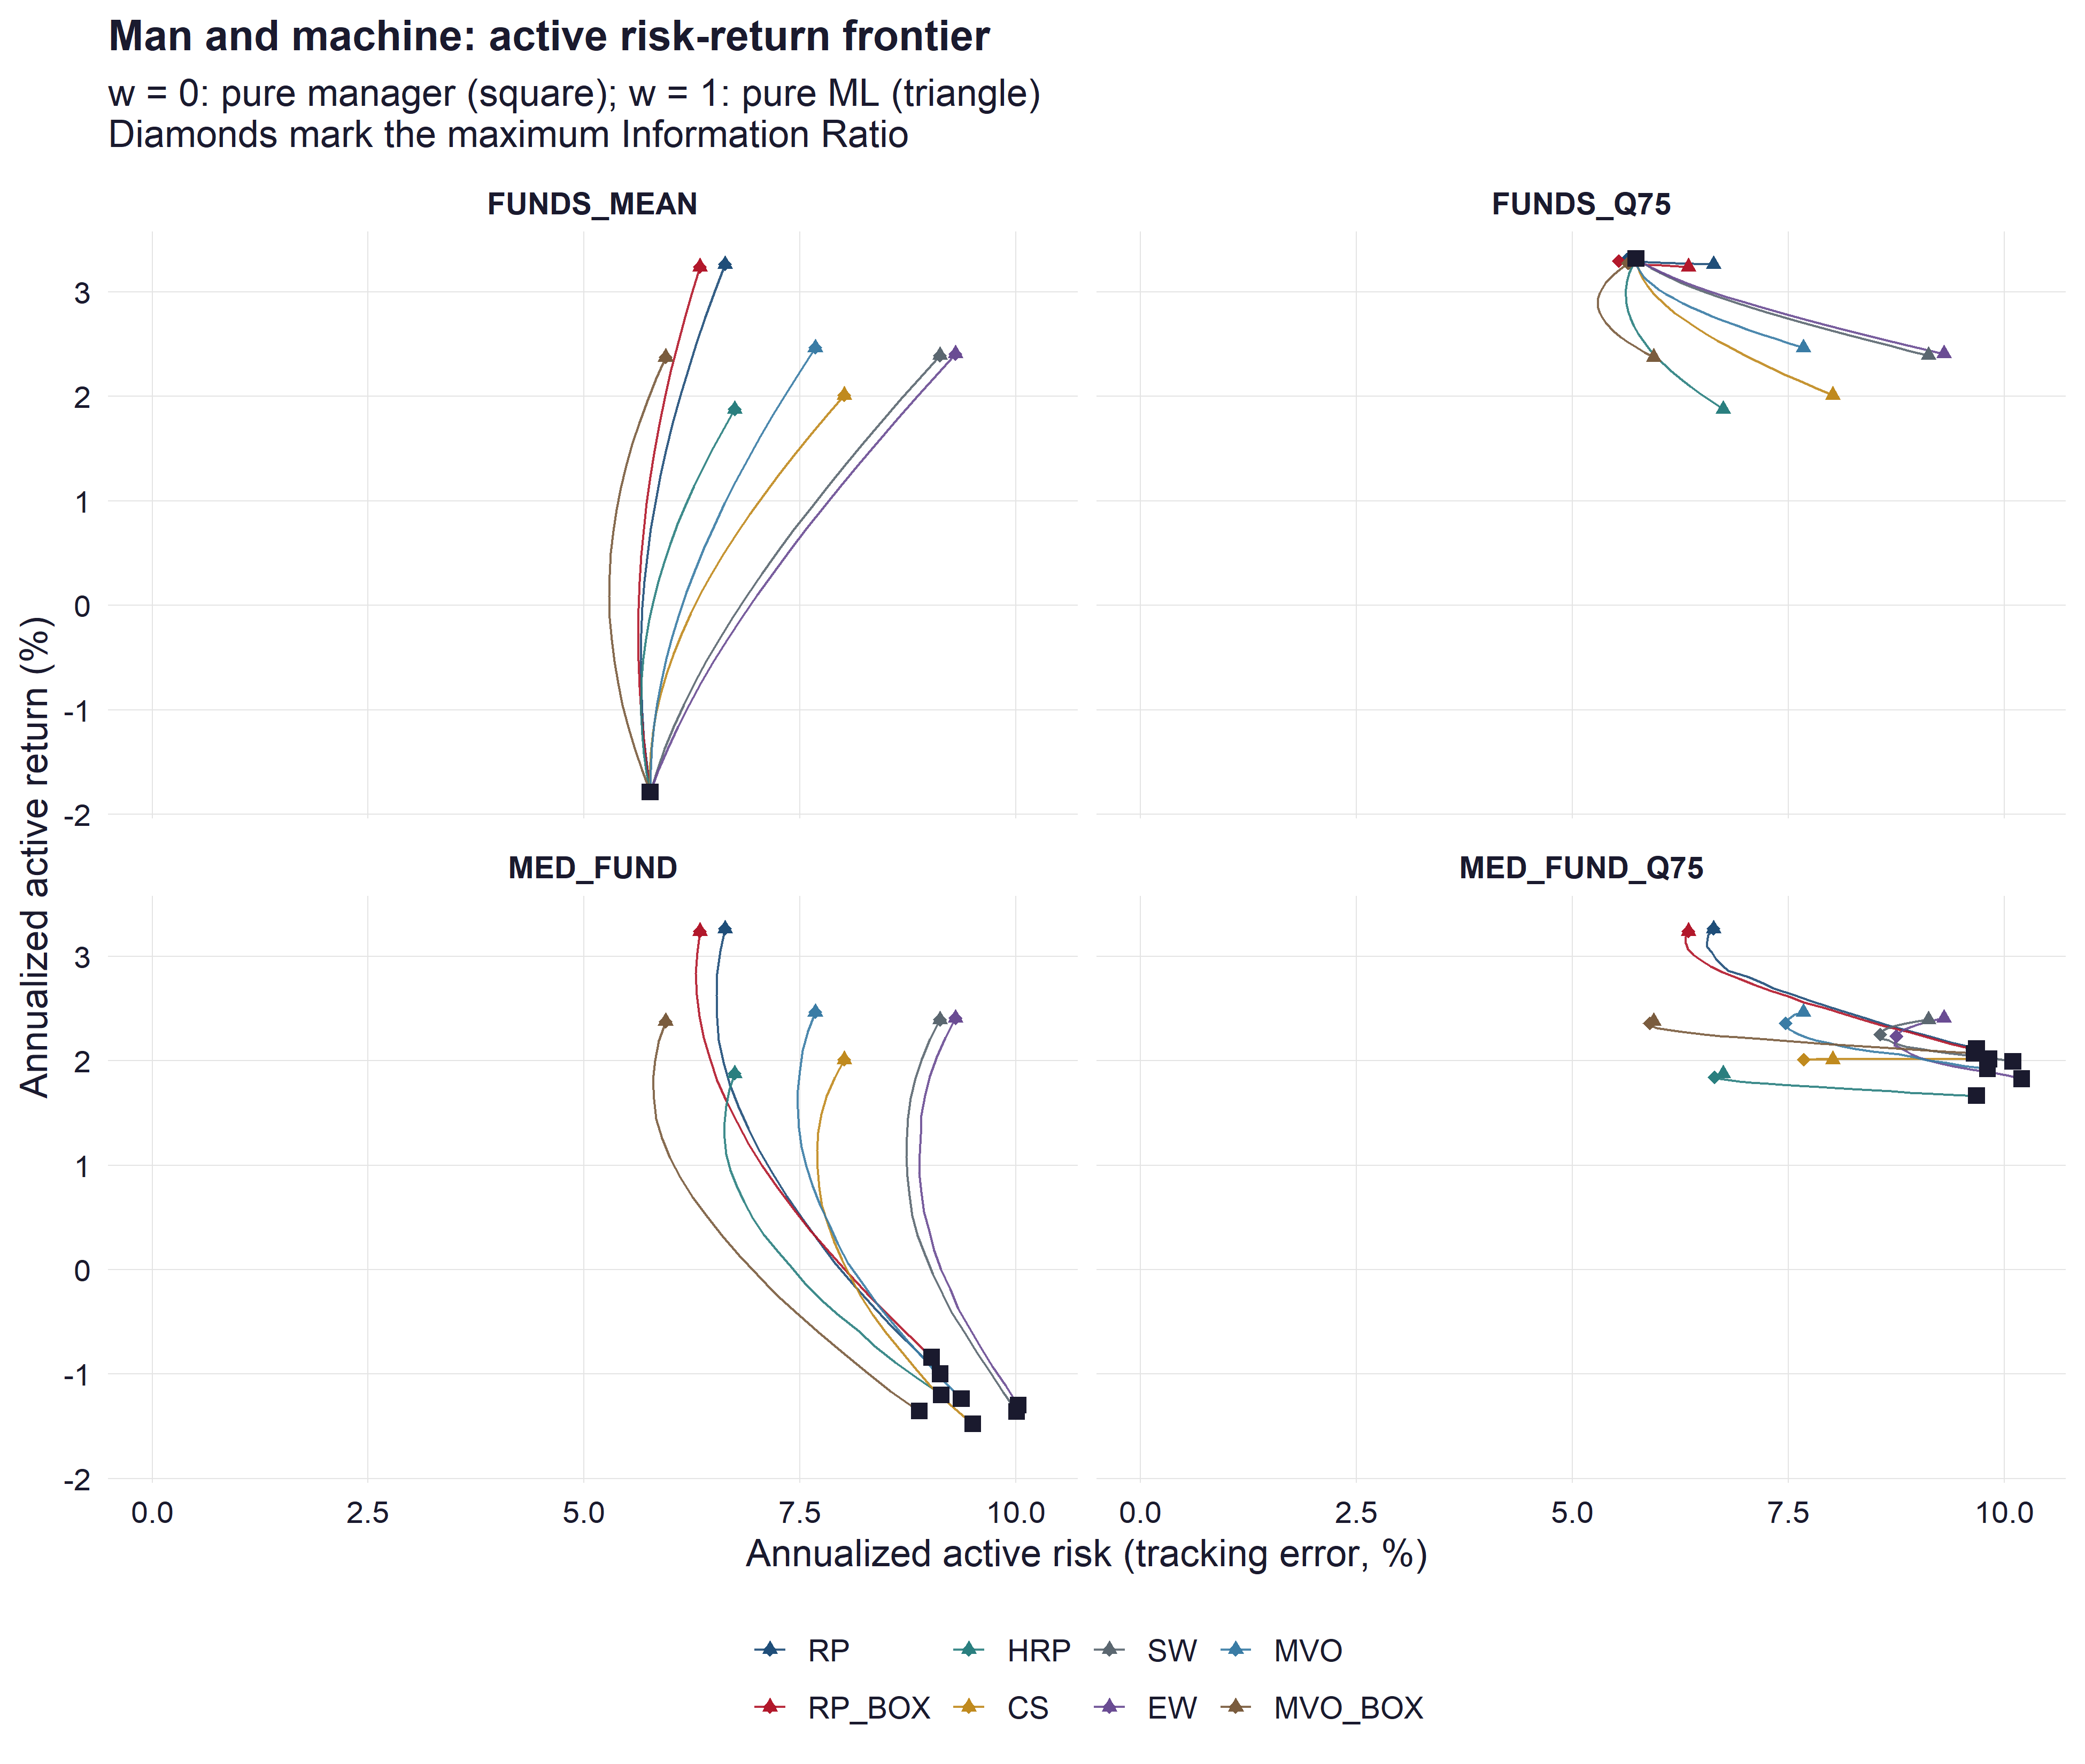 Man and machine: active risk-return frontier
w = 0: pure manager (square); w = 1: pure ML (triangle)
Diamonds mark the maximum Information Ratio
FUNDS_MEAN
FUNDS_Q75
3
2
1
0
-1
-2
MED_FUND
MED_FUND_Q75
3
2
1
0
-1
-2
Annualized active return (%)
0.0 2.5 5.0 7.5 10.0
0.0 2.5 5.0 7.5 10.0
Annualized active risk (tracking error, %)
RP HRP SW MVO
RP_BOX CS EW MVO_BOX